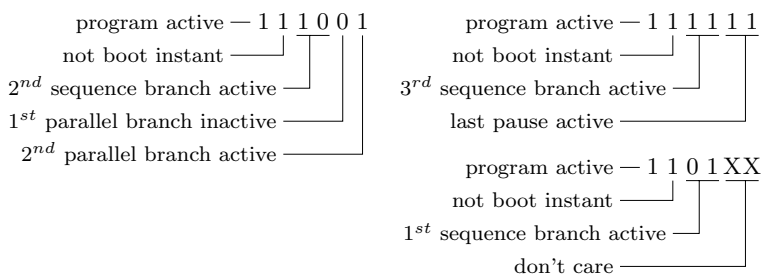 program active 1 1 1 0 0 1
not boot instant
2nd sequence branch active
1st parallel branch inactive
2nd parallel branch active
program active 1 1 1 1 1 1
not boot instant
3rd sequence branch active
last pause active
program active 1 1 0 1 X X
not boot instant
1st sequence branch active
don't care